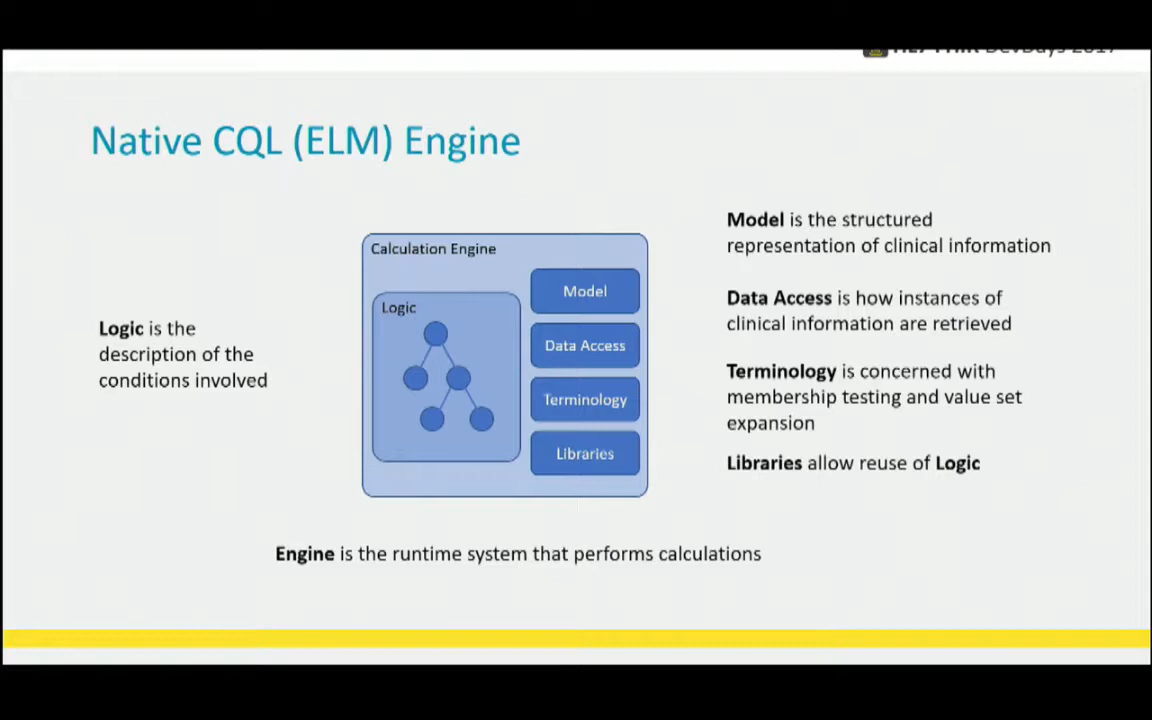 DevDays 2017
Native CQL (ELM) Engine
Logic is the
description of the
conditions involved
Calculation Engine
Logic
Model
Data Access
Terminology
Libraries
Model is the structured
representation of clinical information
Data Access is how instances of
clinical information are retrieved
Terminology is concerned with
membership testing and value set
expansion
Libraries allow reuse of Logic
Engine is the runtime system that performs calculations